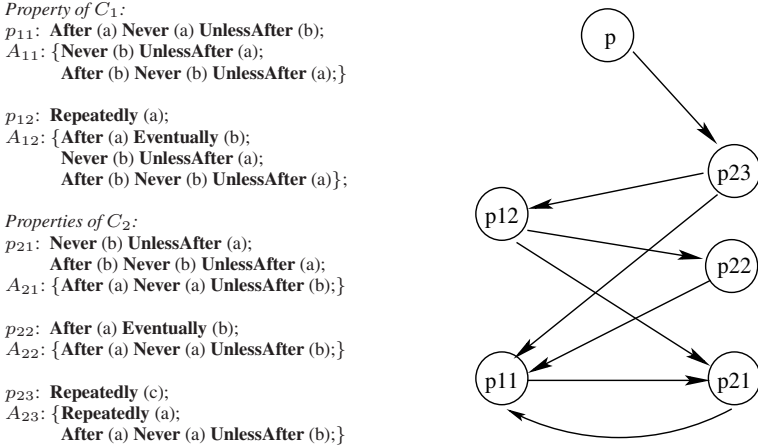 Property of C₁:
p₁₁: After (a) Never (a) UnlessAfter (b);
A₁₁: {Never (b) UnlessAfter (a);
After (b) Never (b) UnlessAfter (a);}
p₁₂: Repeatedly (a);
A₁₂: {After (a) Eventually (b);
Never (b) UnlessAfter (a);
After (b) Never (b) UnlessAfter (a)};
Properties of C₂:
p₂₁: Never (b) UnlessAfter (a);
After (b) Never (b) UnlessAfter (a);
A₂₁: {After (a) Never (a) UnlessAfter (b);}
p₂₂: After (a) Eventually (b);
A₂₂: {After (a) Never (a) UnlessAfter (b);}
p₂₃: Repeatedly (c);
A₂₃: {Repeatedly (a);
After (a) Never (a) UnlessAfter (b);}
p
p23
p12
p22
p11
p21